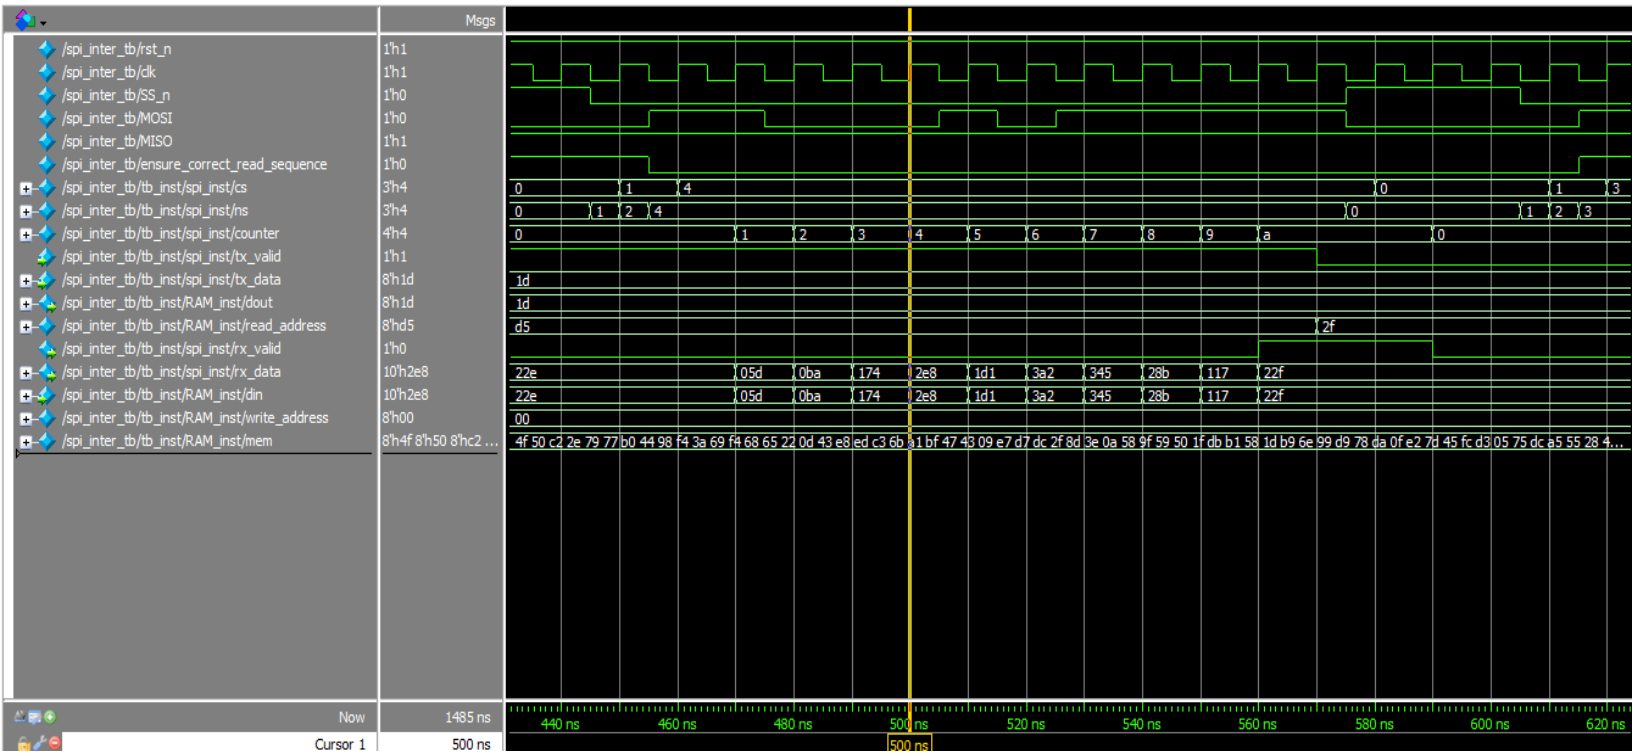 Msgs
/spi_inter_tb/rst_n 1'h1
/spi_inter_tb/clk 1'h1
/spi_inter_tb/SS_n 1'h0
/spi_inter_tb/MOSI 1'h0
/spi_inter_tb/MISO 1'h1
/spi_inter_tb/ensure_correct_read_sequence 1'h0
/spi_inter_tb/tb_inst/spi_inst/cs 3'h4 0 1 4 0 1 3
/spi_inter_tb/tb_inst/spi_inst/ns 3'h4 0 1 2 4 0 1 2 3
/spi_inter_tb/tb_inst/spi_inst/counter 4'h4 0 1 2 3 4 5 6 7 8 9 a 0
/spi_inter_tb/tb_inst/spi_inst/tx_valid 1'h1
/spi_inter_tb/tb_inst/spi_inst/tx_data 8'h1d 1d
/spi_inter_tb/tb_inst/RAM_inst/dout 8'h1d 1d
/spi_inter_tb/tb_inst/RAM_inst/read_address 8'hd5 d5 2f
/spi_inter_tb/tb_inst/spi_inst/rx_valid 1'h0
/spi_inter_tb/tb_inst/spi_inst/rx_data 10'h2e8 22e 05d 0ba 174 2e8 1d1 3a2 345 28b 117 22f
/spi_inter_tb/tb_inst/RAM_inst/din 10'h2e8 22e 05d 0ba 174 2e8 1d1 3a2 345 28b 117 22f
/spi_inter_tb/tb_inst/RAM_inst/write_address 8'h00 00
/spi_inter_tb/tb_inst/RAM_inst/mem 8'h4f 8'h50 8'hc2 ... 4f 50 c2 2e 79 77 b0 44 98 f4 3a 69 f4 68 65 22 0d 43 e8 ed c3 6b a1 bf 47 43 09 e7 d7 dc 2f 8d 3e 0a 58 9f 59 50 1f db b1 58 1d b9 6e 99 d9 78 da 0f e2 7d 45 fc d3 05 75 dc a5 55 28 4...
Now 1485 ns 440 ns 460 ns 480 ns 500 ns 520 ns 540 ns 560 ns 580 ns 600 ns 620 ns
Cursor 1 500 ns 500 ns